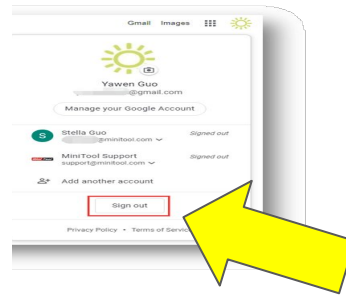 Gmail Images
Yawen Guo
@gmail.com
Manage your Google Account
S
Stella Guo
@minitool.com
Signed out
MiniTool Support
support@minitool.com
Signed out
Add another account
Sign out
Privacy Policy • Terms of Servic